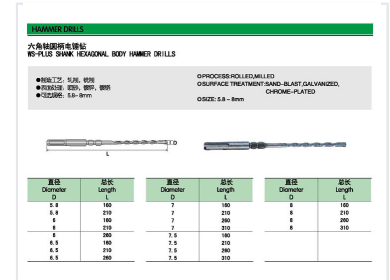 HAMMER DRILLS
六角轴圆柄电锤钻
WS-PLUS SHANK HEXAGONAL BODY HAMMER DRILLS
●制造工艺：轧制，铣制
●表面处理：喷砂，镀锌，镀铬
●可选规格：5.8-8mm
○PROCESS:ROLLED,MILLED
○SURFACE TREATMENT:SAND-BLAST,GALVANIZED,
CHROME-PLATED
○SIZE: 5.8 - 8mm
L
直径 总长 直径 总长 直径 总长
Diameter Length Diameter Length Diameter Length
D L D L D L
5.8 160 7 160 8 160
5.8 210 7 210 8 210
6 160 7 260 8 260
6 210 7 310 8 310
6 260 7.5 160
6.5 160 7.5 210
6.5 210 7.5 260
6.5 260 7.5 310